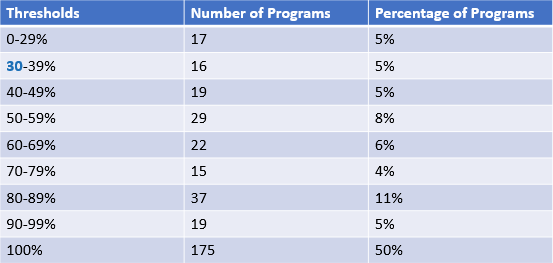 Thresholds Number of Programs Percentage of Programs
0-29% 17 5%
30-39% 16 5%
40-49% 19 5%
50-59% 29 8%
60-69% 22 6%
70-79% 15 4%
80-89% 37 11%
90-99% 19 5%
100% 175 50%